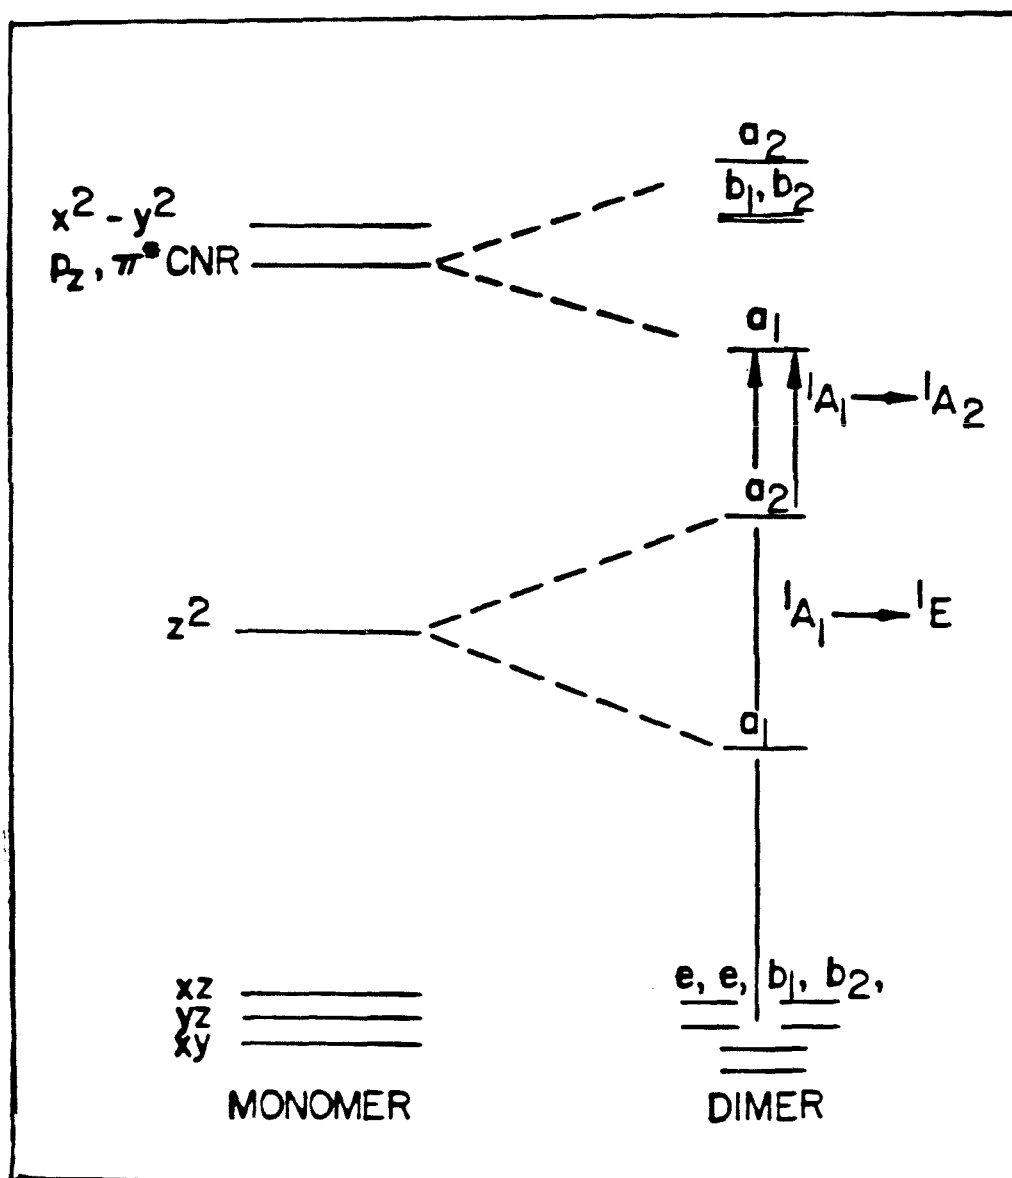 a₂
b₁, b₂
x² - y²
p_z, π* CNR
a₁
¹A₁ → ¹A₂
a₂
z²
¹A₁ → ¹E
a₁
e, e, b₁, b₂,
xz
yz
xy
MONOMER DIMER